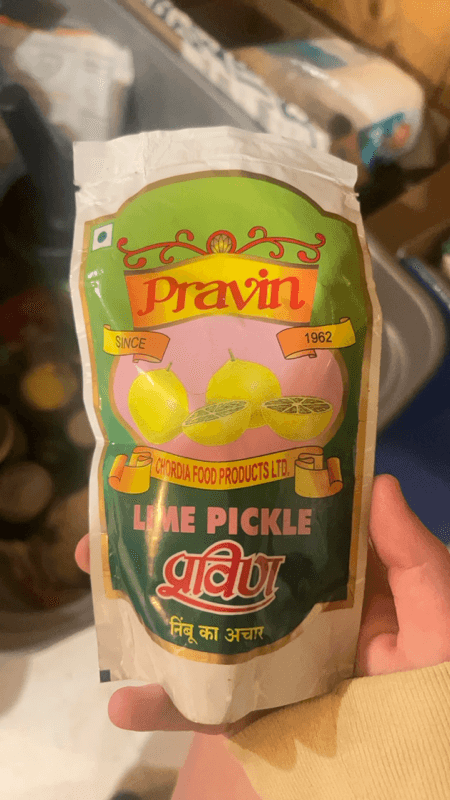 Pravin
SINCE 1962
CHORDIA FOOD PRODUCTS LTD.
LIME PICKLE
प्रविण
निंबू का अचार